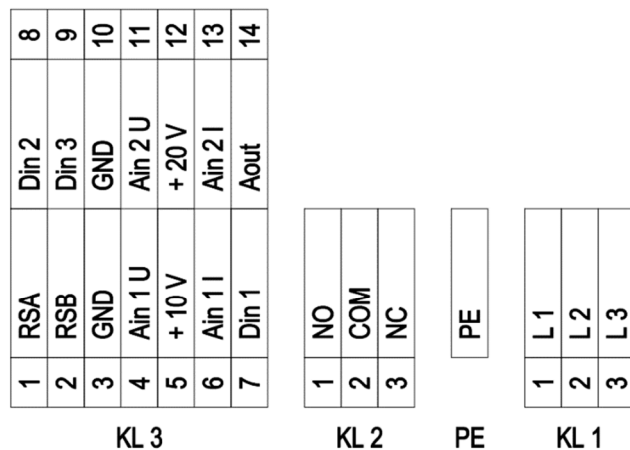 8 9 10 11 12 13 14
Din 2 Din 3 GND Ain 2 U + 20 V Ain 2 I Aout
RSA RSB GND Ain 1 U + 10 V Ain 1 I Din 1
1 2 3 4 5 6 7
KL 3
NO COM NC
1 2 3
KL 2
PE
PE
L 1 L 2 L 3
1 2 3
KL 1